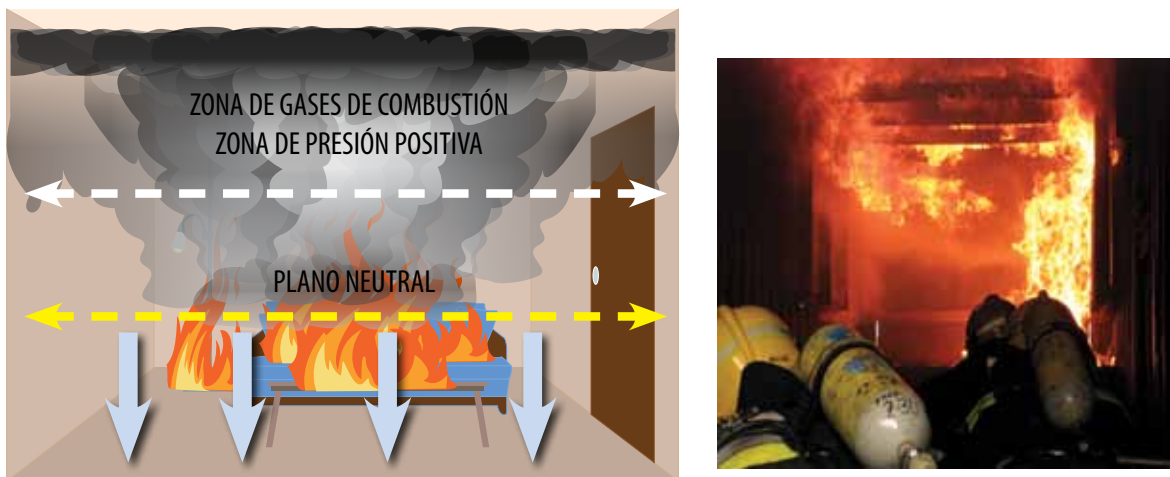 ZONA DE GASES DE COMBUSTIÓN
ZONA DE PRESIÓN POSITIVA
PLANO NEUTRAL